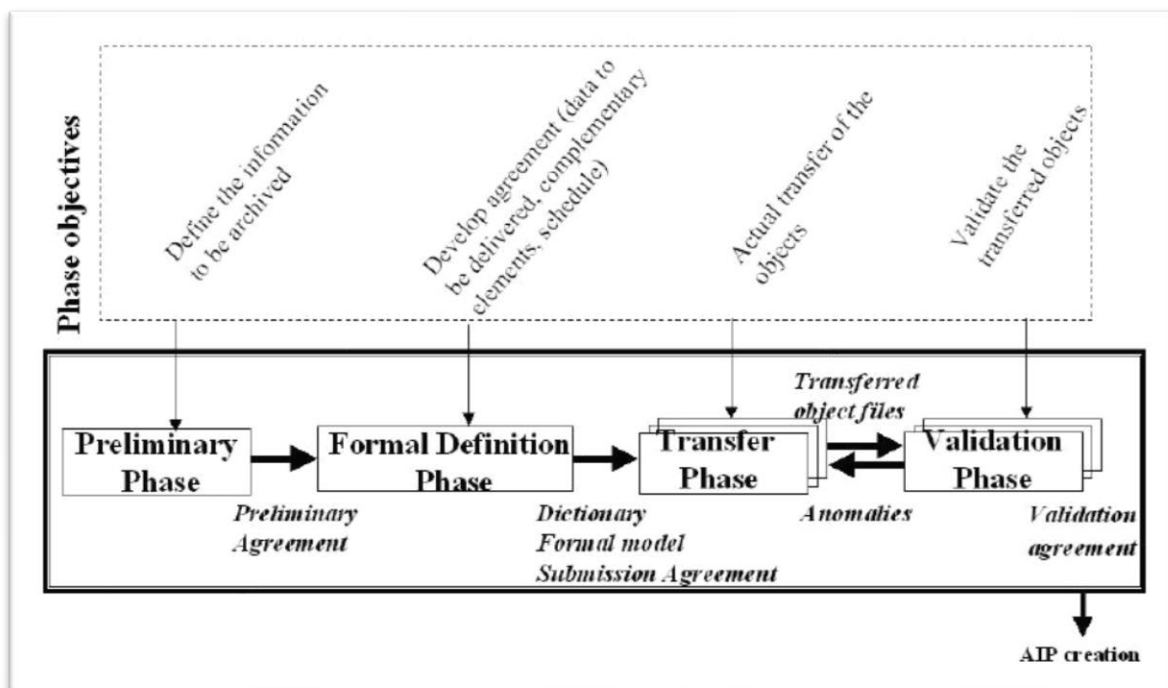 Phase objectives
Define the information
to be archived
Develop agreement (data to
be delivered, complementary
elements, schedule)
Actual transfer of the
objects
Validate the
transferred objects
Preliminary
Phase
Formal Definition
Phase
Transfer
Phase
Transferred
object files
Validation
Phase
Preliminary
Agreement
Dictionary
Formal model
Submission Agreement
Anomalies
Validation
agreement
AIP creation